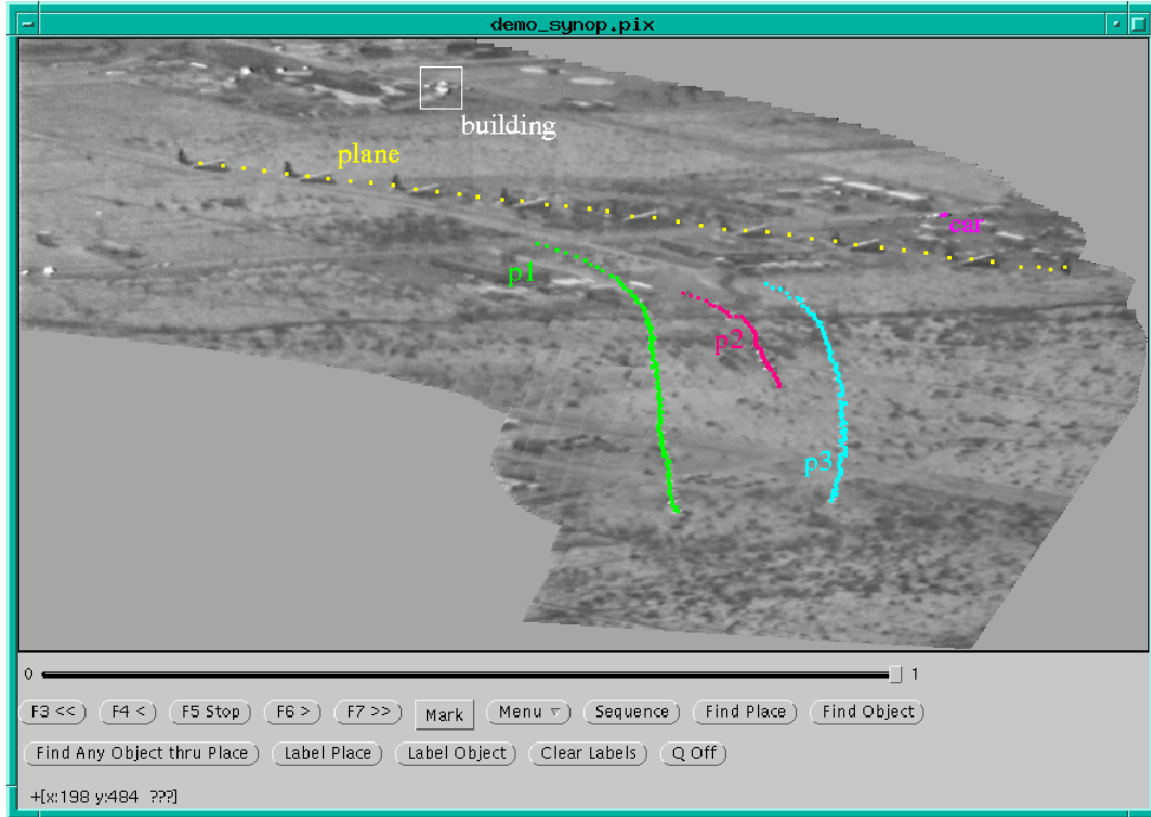 demo_synop.pix
building
plane
car
p1
p2
p3
0 1
F3 << F4 < F5 Stop F6 > F7 >> Mark Menu ▽ Sequence Find Place Find Object
Find Any Object thru Place Label Place Label Object Clear Labels Q Off
+[x:198 y:484 ???]